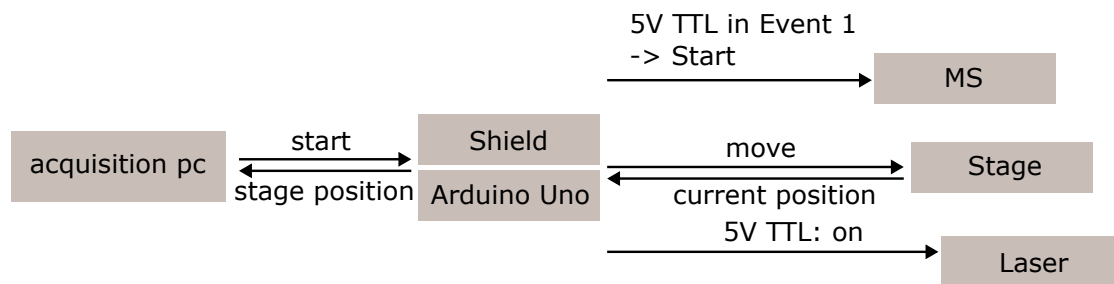 5V TTL in Event 1
-> Start
MS
start
Shield
move
acquisition pc
Stage
stage position
Arduino Uno
current position
5V TTL: on
Laser